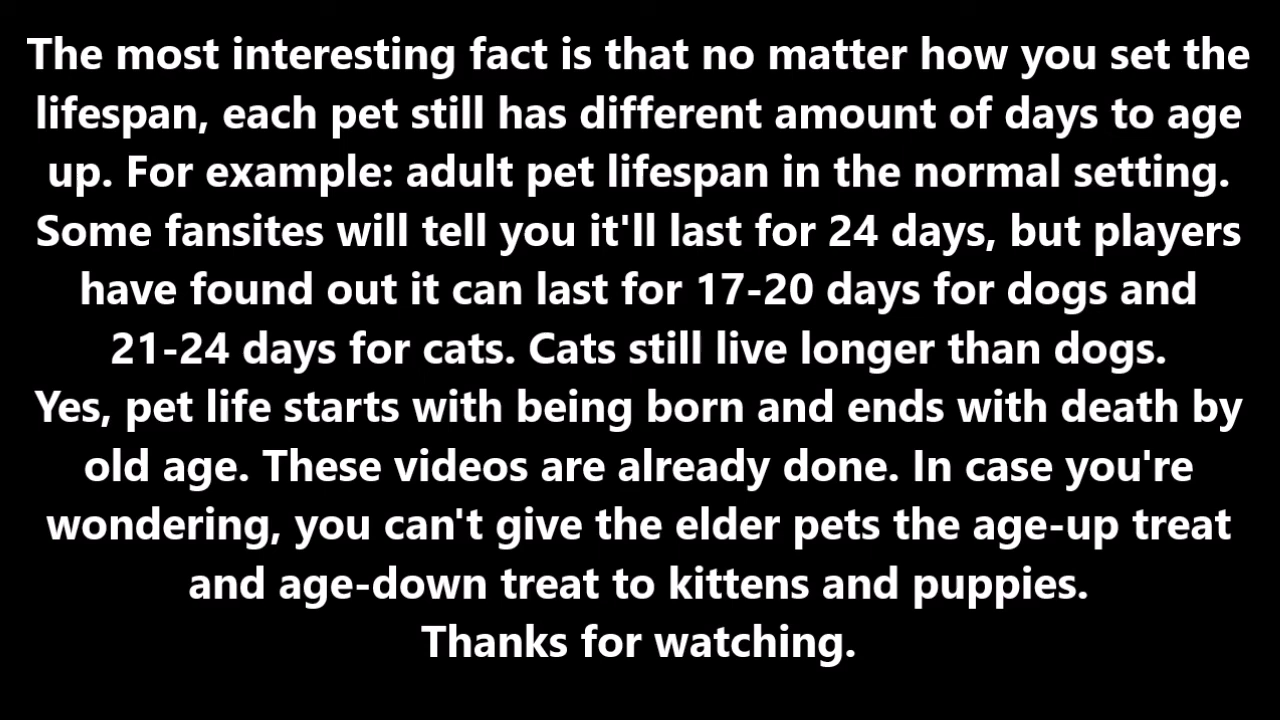 The most interesting fact is that no matter how you set the
lifespan, each pet still has different amount of days to age
up. For example: adult pet lifespan in the normal setting.
Some fansites will tell you it'll last for 24 days, but players
have found out it can last for 17-20 days for dogs and
21-24 days for cats. Cats still live longer than dogs.
Yes, pet life starts with being born and ends with death by
old age. These videos are already done. In case you're
wondering, you can't give the elder pets the age-up treat
and age-down treat to kittens and puppies.
Thanks for watching.